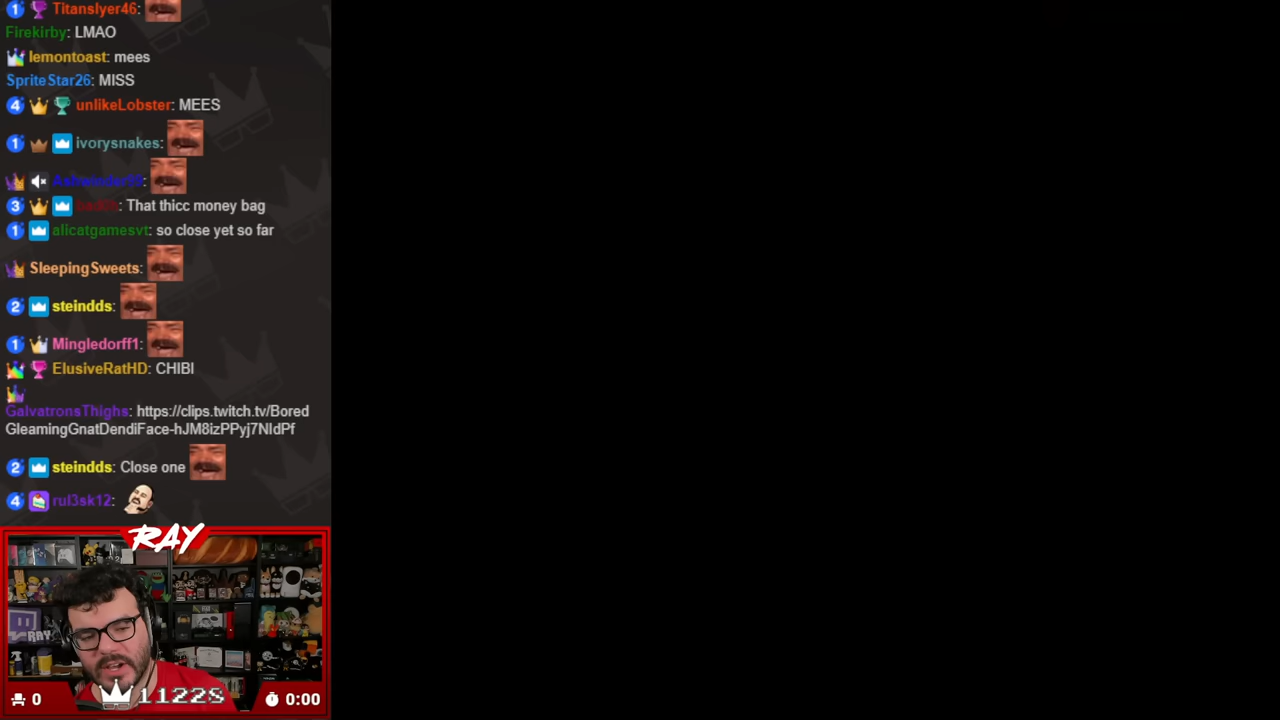 Titanslyer46:
Firekirby: LMAO
lemontoast: mees
SpriteStar26: MISS
unlikeLobster: MEES
ivorysnakes:
: That thicc money bag
alicatgamesvt: so close yet so far
SleepingSweets:
steindds:
Mingledorff1:
ElusiveRatHD: CHIBI
GalvatronsThighs: https://clips.twitch.tv/Bored
GleamingGnatDendiFace-hJM8izPPyj7NIdPf
steindds: Close one
rul3sk12:
RAY
RAY
0
11228
0:00